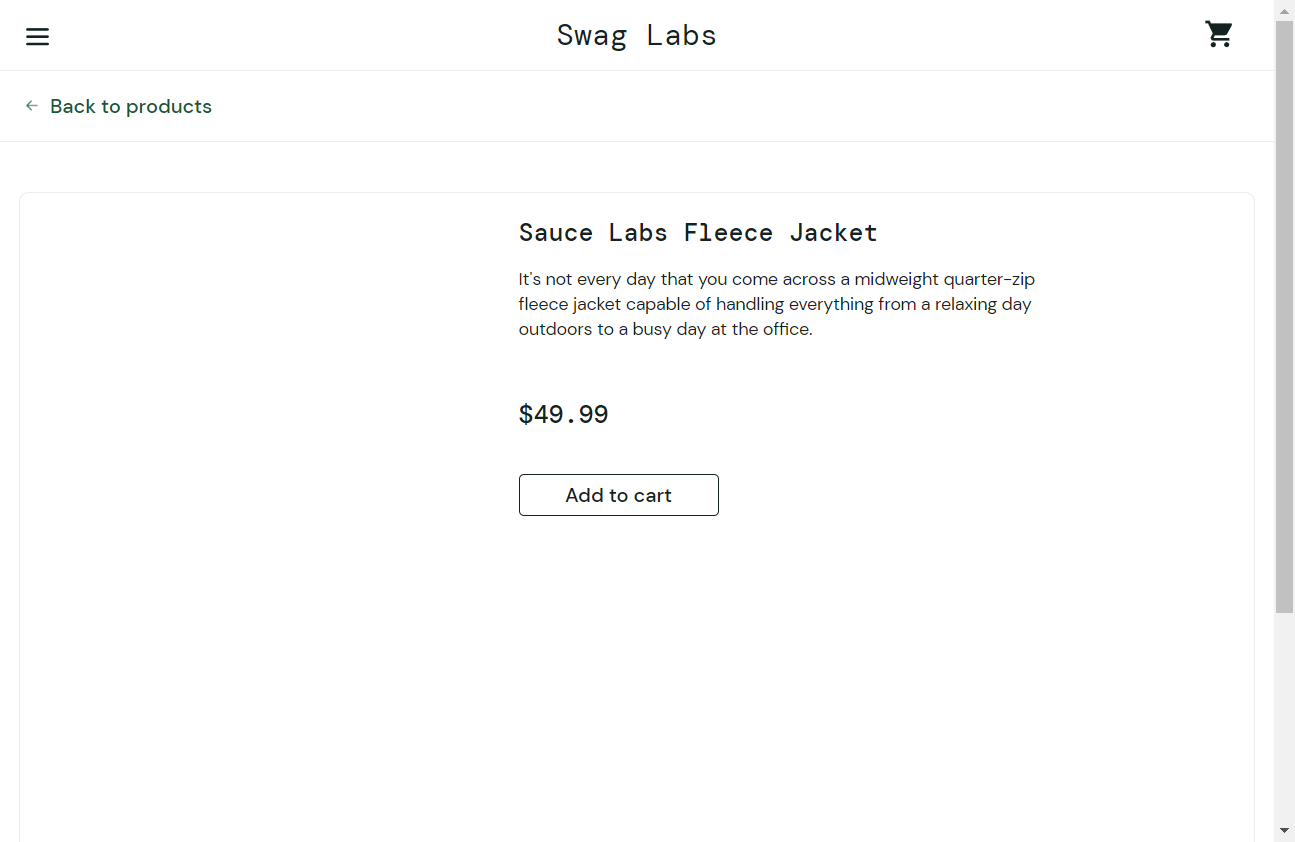 Swag Labs
Back to products
Sauce Labs Fleece Jacket
It's not every day that you come across a midweight quarter-zip
fleece jacket capable of handling everything from a relaxing day
outdoors to a busy day at the office.
$49.99
Add to cart